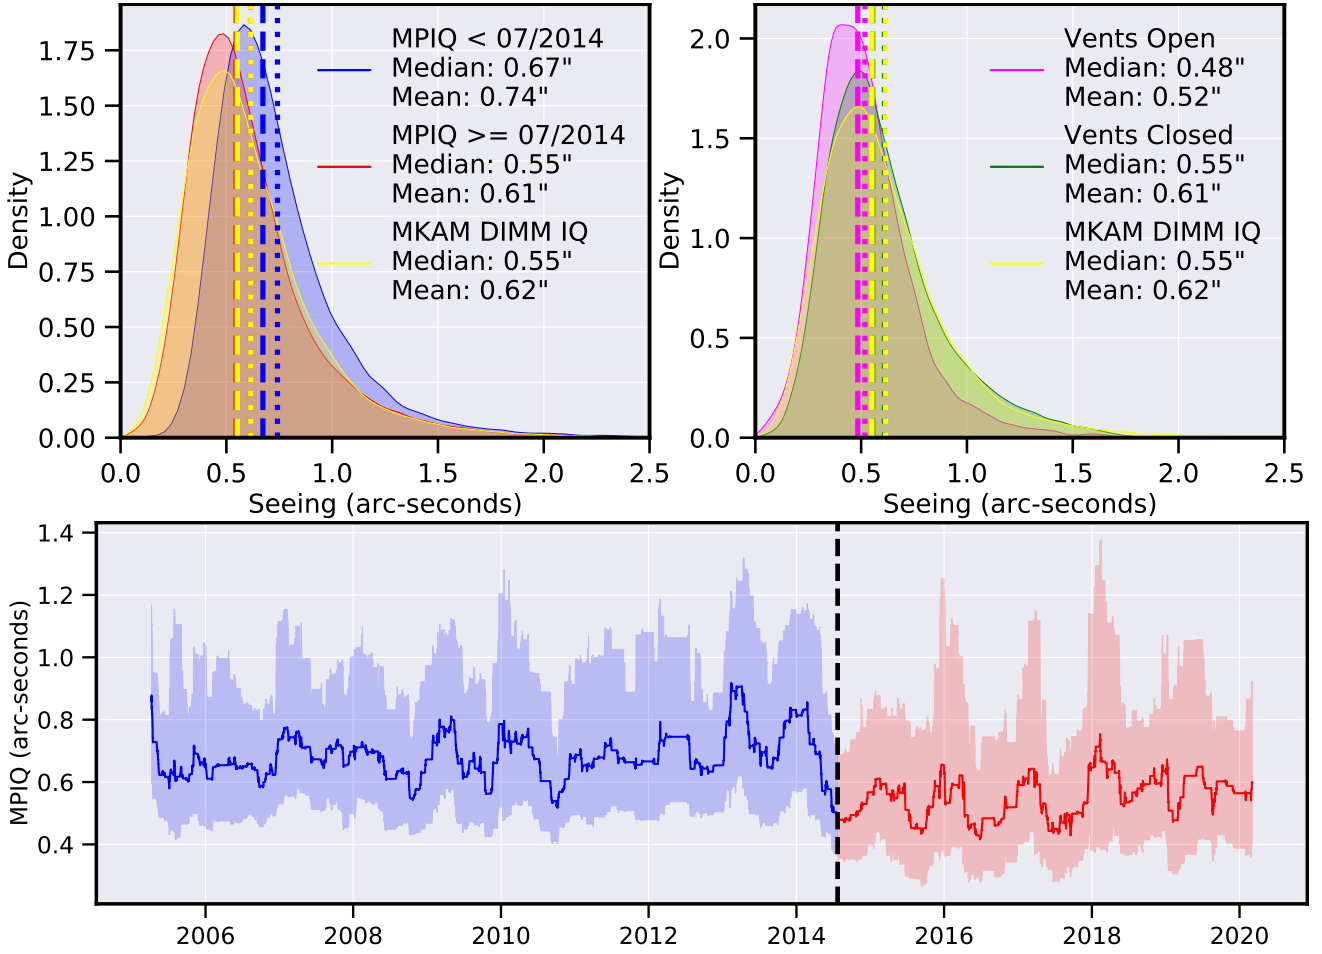 MPIQ < 07/2014
Median: 0.67"
Mean: 0.74"
MPIQ >= 07/2014
Median: 0.55"
Mean: 0.61"
MKAM DIMM IQ
Median: 0.55"
Mean: 0.62"
1.75
1.50
1.25
1.00
0.75
0.50
0.25
0.00
Density
0.0 0.5 1.0 1.5 2.0 2.5
Seeing (arc-seconds)
Vents Open
Median: 0.48"
Mean: 0.52"
Vents Closed
Median: 0.55"
Mean: 0.61"
MKAM DIMM IQ
Median: 0.55"
Mean: 0.62"
2.0
1.5
1.0
0.5
0.0
Density
0.0 0.5 1.0 1.5 2.0 2.5
Seeing (arc-seconds)
1.4
1.2
1.0
0.8
0.6
0.4
MPIQ (arc-seconds)
2006 2008 2010 2012 2014 2016 2018 2020